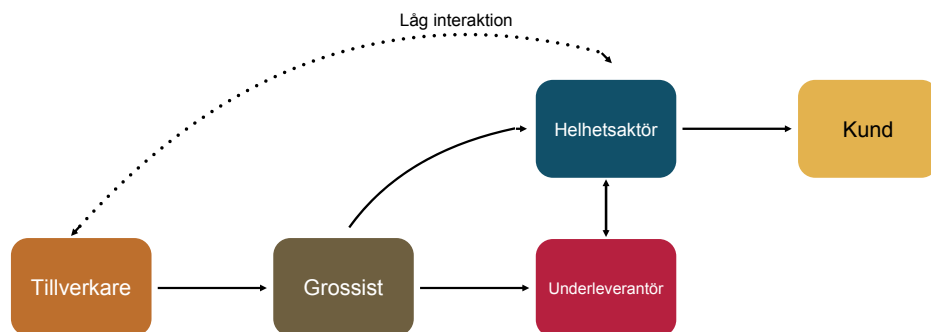 Låg interaktion
Helhetsaktör
Kund
Tillverkare
Grossist
Underleverantör